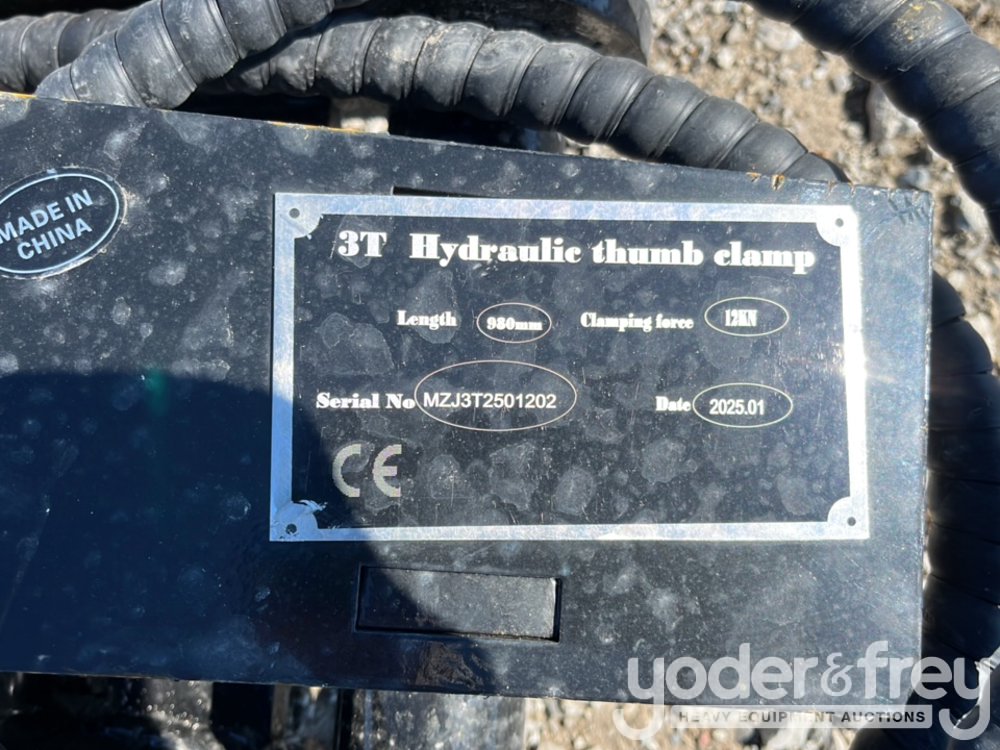 MADE IN
CHINA
3T Hydraulic thumb clamp
Length 980mm Clamping force 12KN
Serial No MZJ3T2501202 Date 2025.01
CE
yoder&frey
HEAVY EQUIPMENT AUCTIONS